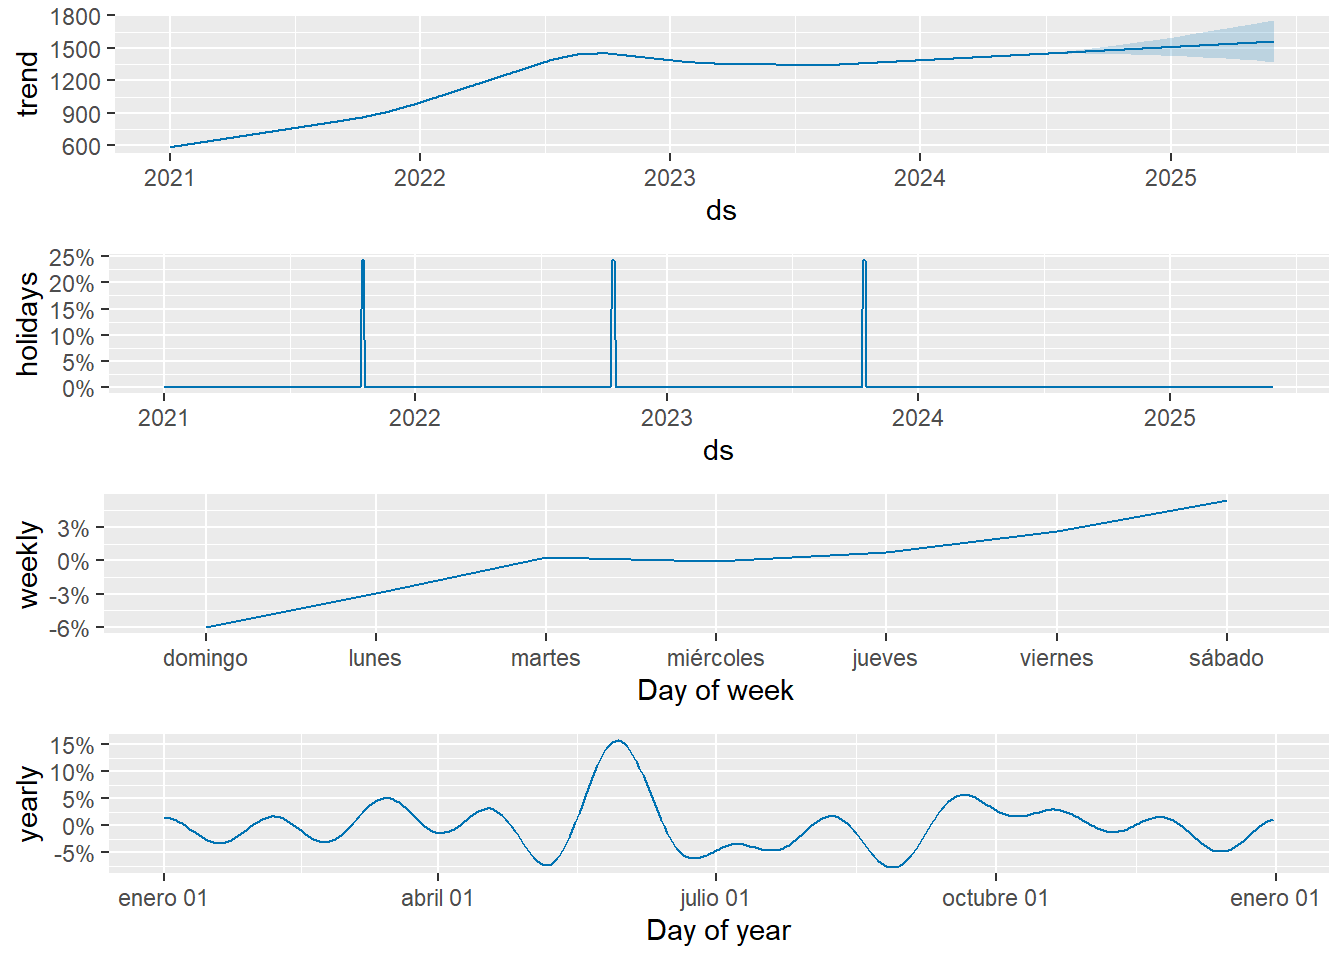 trend
1800
1500
1200
900
600
2021 2022 2023 2024 2025
ds
holidays
25%
20%
15%
10%
5%
0%
2021 2022 2023 2024 2025
ds
weekly
3%
0%
-3%
-6%
domingo lunes martes miércoles jueves viernes sábado
Day of week
yearly
15%
10%
5%
0%
-5%
enero 01 abril 01 julio 01 octubre 01 enero 01
Day of year